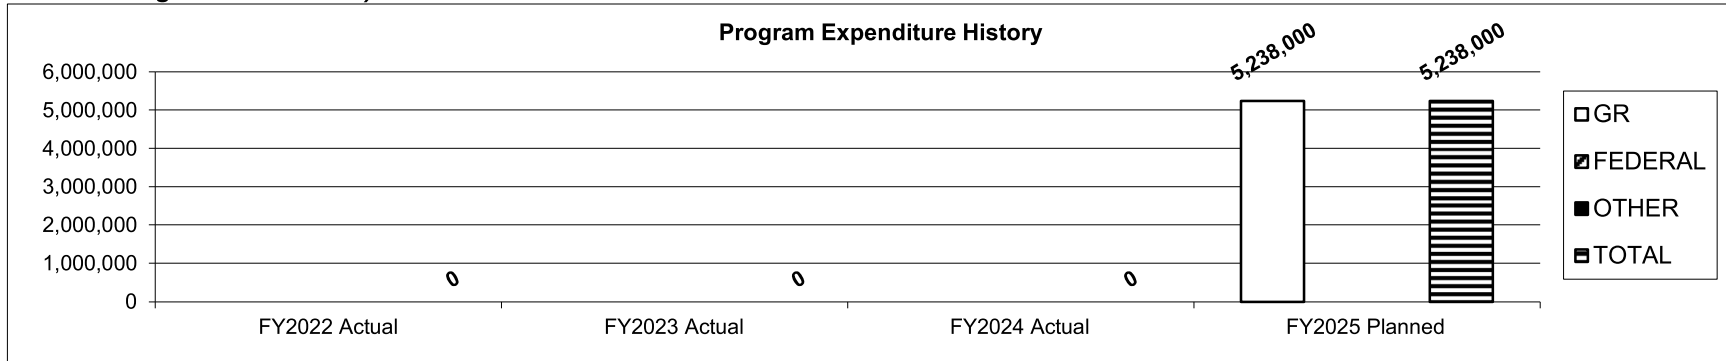 Program Expenditure History
5,238,000
5,238,000
6,000,000
5,000,000
4,000,000
3,000,000
2,000,000
1,000,000
0
0
0
0
FY2022 Actual
FY2023 Actual
FY2024 Actual
FY2025 Planned
GR
FEDERAL
OTHER
TOTAL